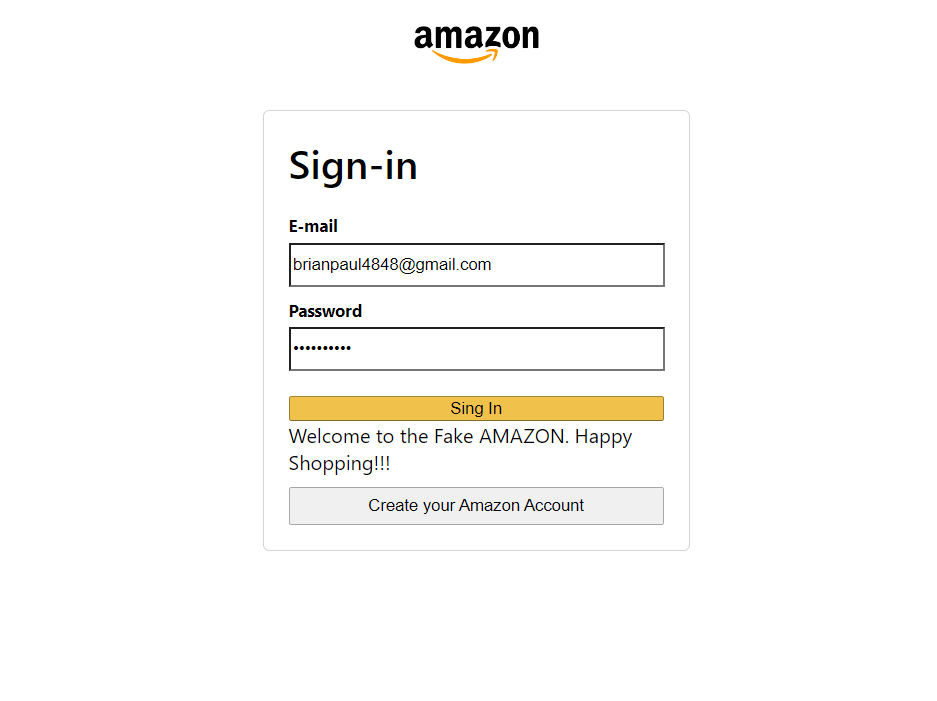 amazon
Sign-in
E-mail
brianpaul4848@gmail.com
Password
••••••••••
Sing In
Welcome to the Fake AMAZON. Happy
Shopping!!!
Create your Amazon Account